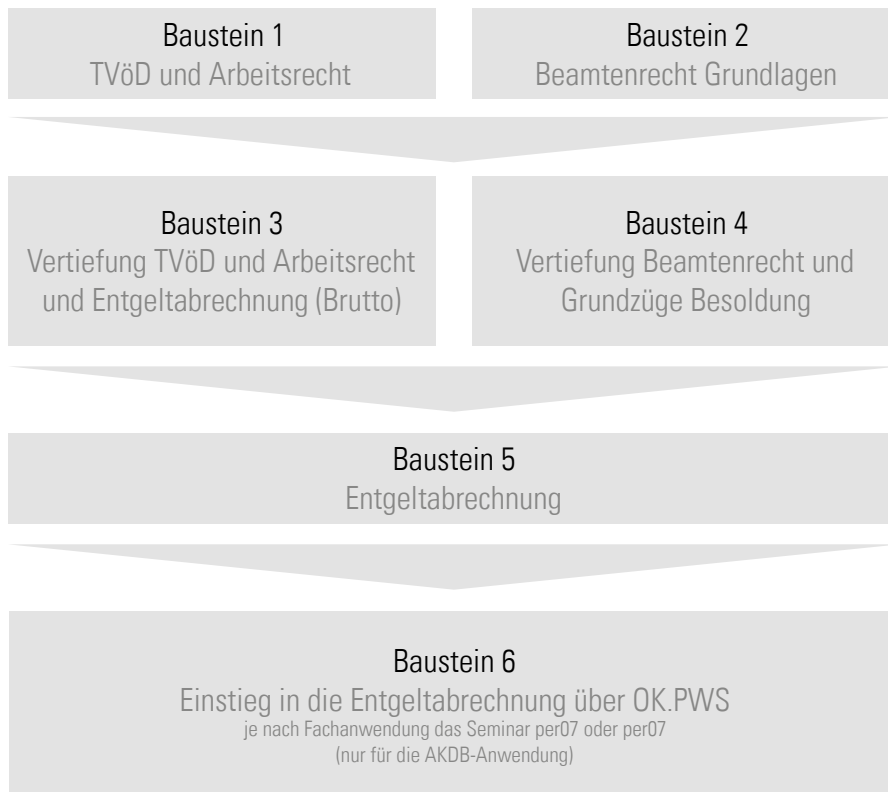 Baustein 1
TVöD und Arbeitsrecht
Baustein 2
Beamtenrecht Grundlagen
Baustein 3
Vertiefung TVöD und Arbeitsrecht
und Entgeltabrechnung (Brutto)
Baustein 4
Vertiefung Beamtenrecht und
Grundzüge Besoldung
Baustein 5
Entgeltabrechnung
Baustein 6
Einstieg in die Entgeltabrechnung über OK.PWS
je nach Fachanwendung das Seminar per07 oder per07
(nur für die AKDB-Anwendung)